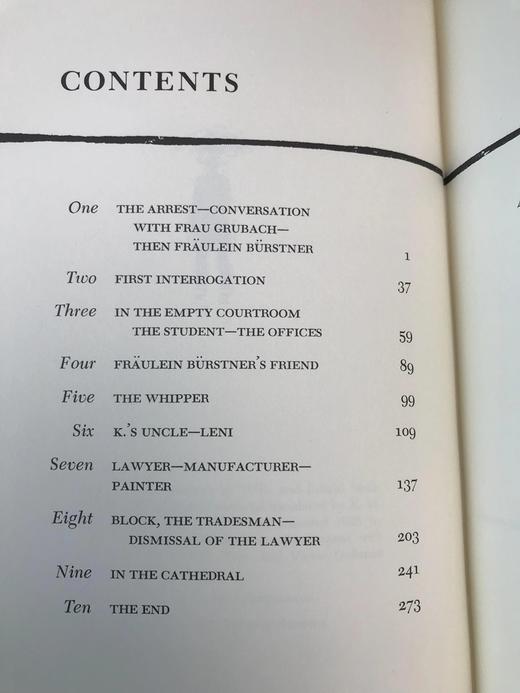 CONTENTS
One THE ARREST—CONVERSATION
WITH FRAU GRUBACH—
THEN FRÄULEIN BÜRSTNER 1
Two FIRST INTERROGATION 37
Three IN THE EMPTY COURTROOM
THE STUDENT—THE OFFICES 59
Four FRÄULEIN BÜRSTNER'S FRIEND 89
Five THE WHIPPER 99
Six K.'S UNCLE—LENI 109
Seven LAWYER—MANUFACTURER—
PAINTER 137
Eight BLOCK, THE TRADESMAN—
DISMISSAL OF THE LAWYER 203
Nine IN THE CATHEDRAL 241
Ten THE END 273